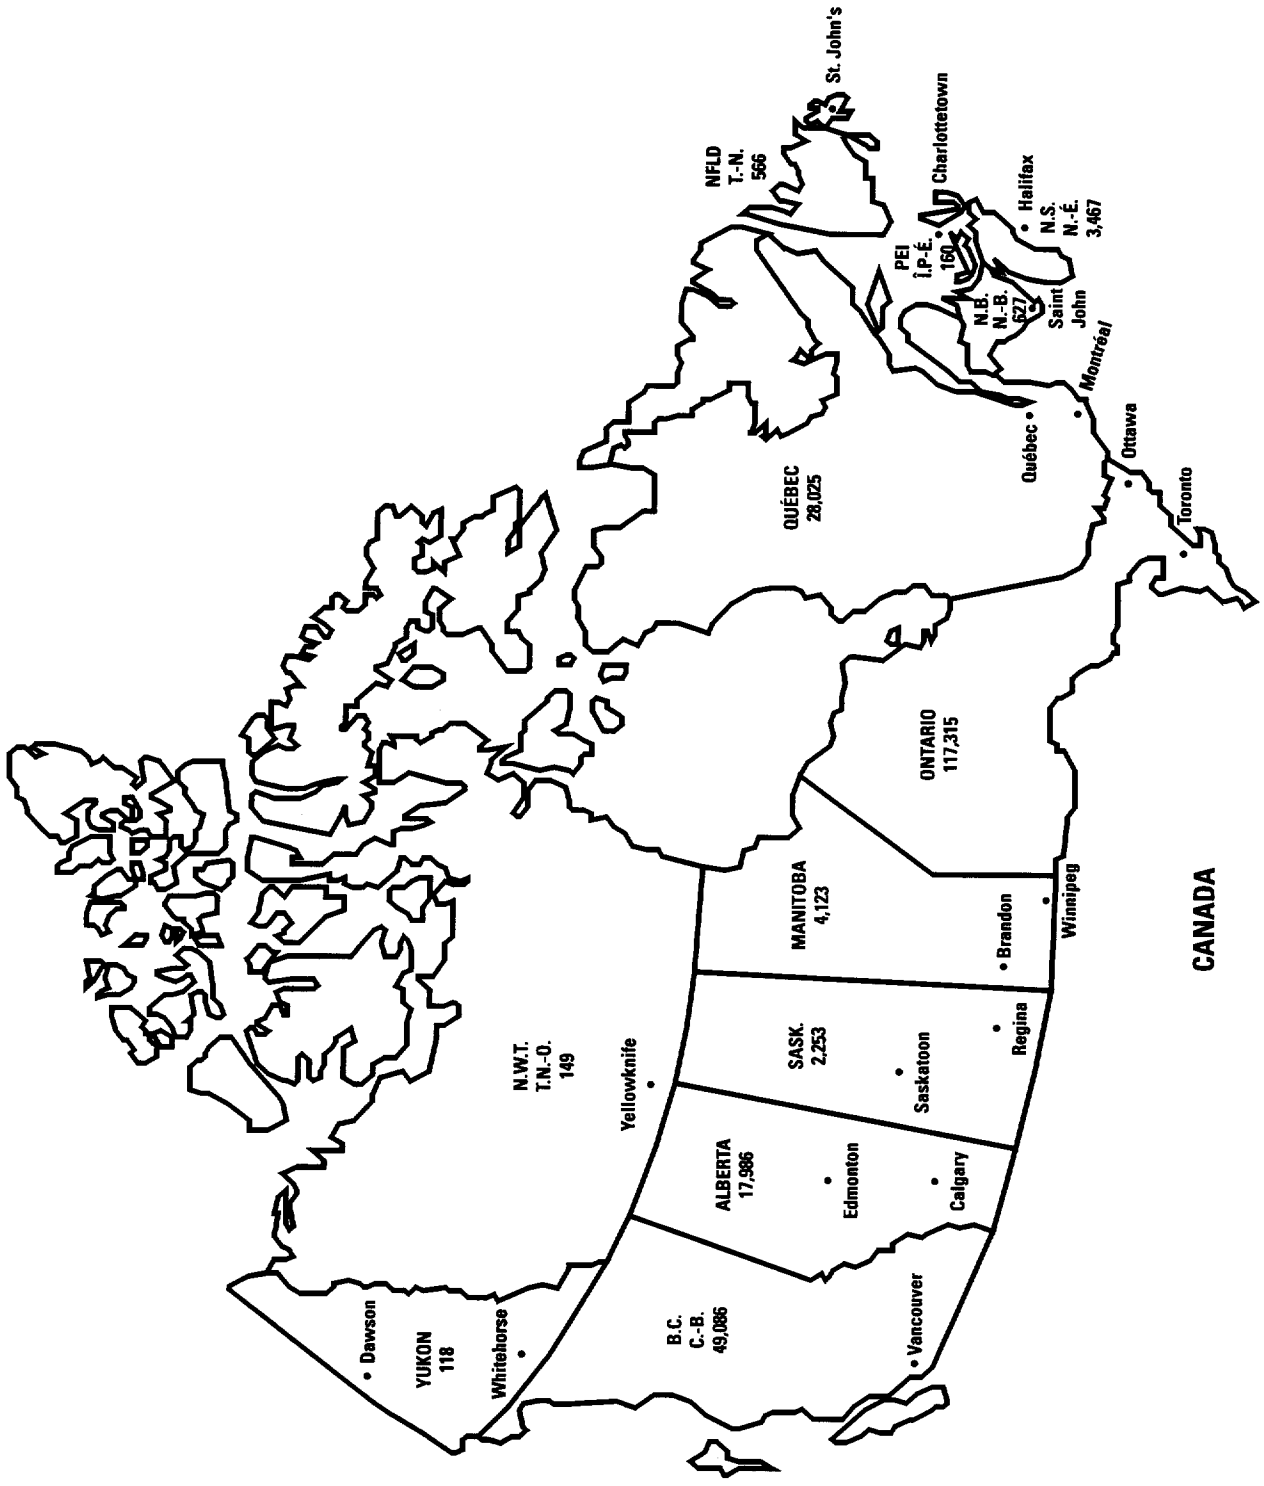 Dawson
YUKON
118
Whitehorse
N.W.T.
T.N.-O.
149
Yellowknife
B.C.
C.-B.
49,086
Vancouver
ALBERTA
17,986
Edmonton
Calgary
SASK.
2,253
Saskatoon
Regina
MANITOBA
4,123
Brandon
Winnipeg
ONTARIO
117,315
Toronto
Ottawa
QUÉBEC
28,025
Québec
Montréal
NFLD
T.-N.
566
St. John's
PEI
Î.P-É.
160
Charlottetown
N.B.
N.-B.
627
Saint
John
Halifax
N.S.
N.-É.
3,467
CANADA